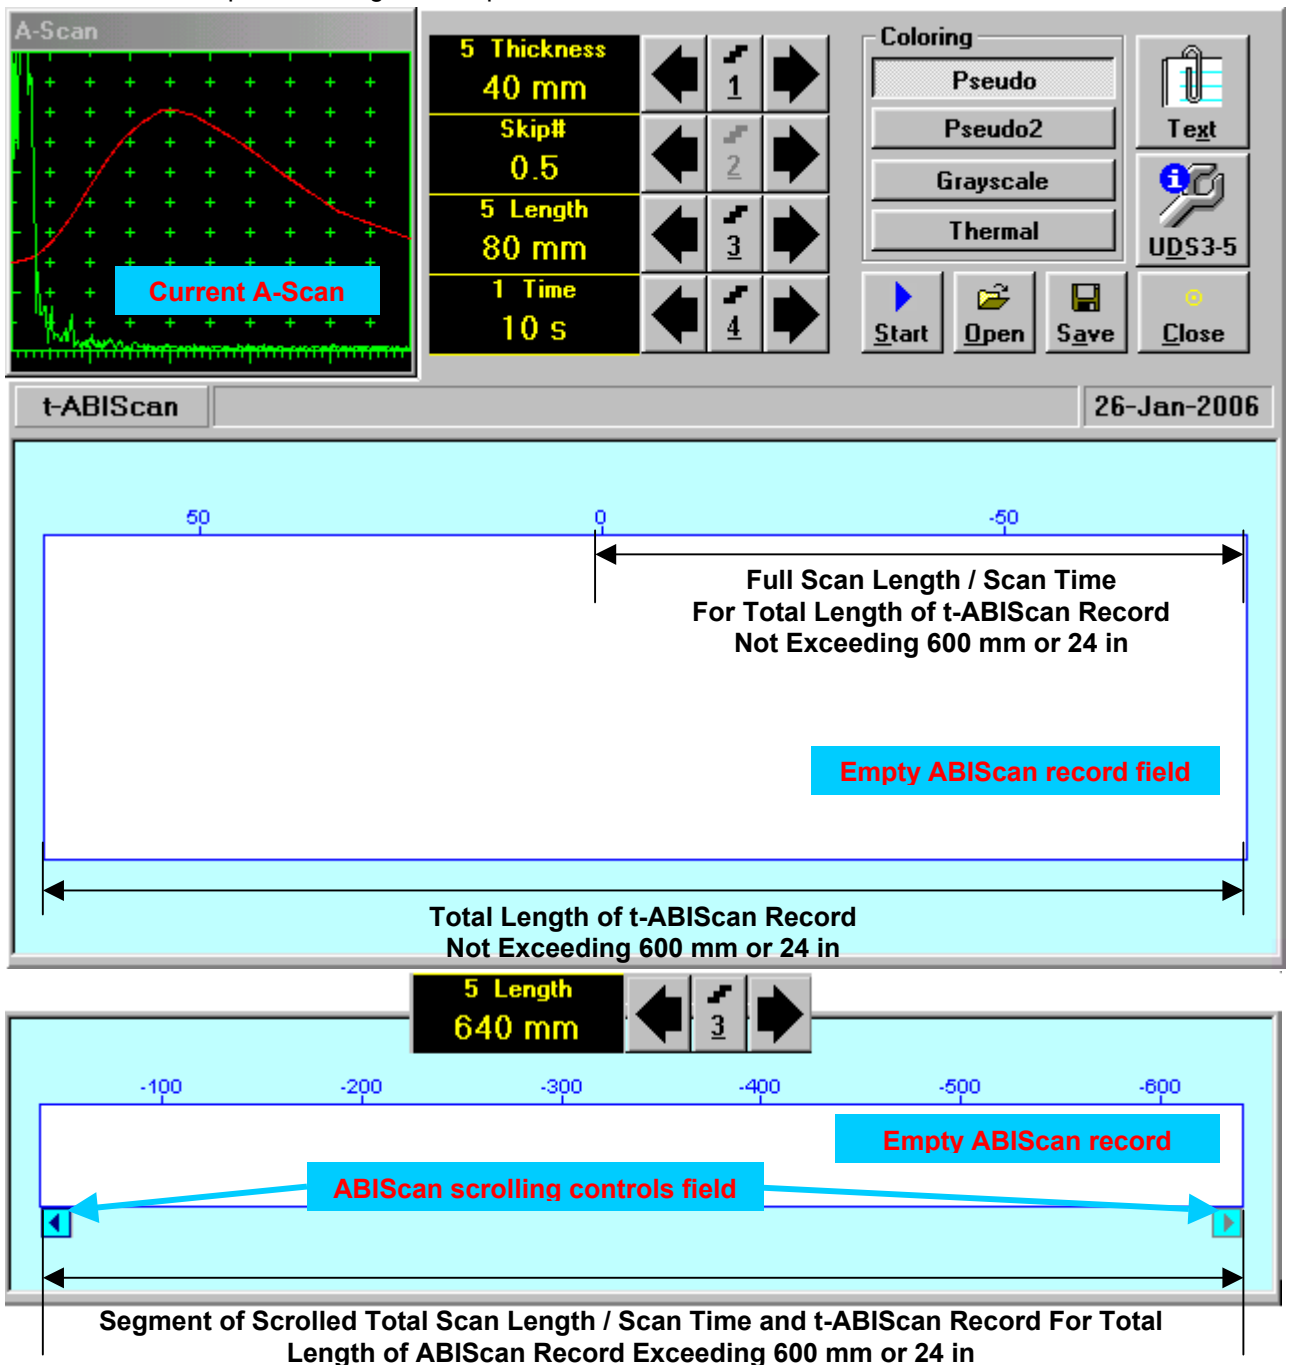 A-Scan
Current A-Scan
5 Thickness
40 mm
1
Skip#
0.5
2
5 Length
80 mm
3
1 Time
10 s
4
Coloring
Pseudo
Pseudo2
Grayscale
Thermal
Text
UDS3-5
Start
Open
Save
Close
t-ABIScan
26-Jan-2006
50 0 -50
Full Scan Length / Scan Time
For Total Length of t-ABIScan Record
Not Exceeding 600 mm or 24 in
Empty ABIScan record field
Total Length of t-ABIScan Record
Not Exceeding 600 mm or 24 in
5 Length
640 mm
3
-100 -200 -300 -400 -500 -600
Empty ABIScan record
ABIScan scrolling controls field
Segment of Scrolled Total Scan Length / Scan Time and t-ABIScan Record For Total
Length of ABIScan Record Exceeding 600 mm or 24 in